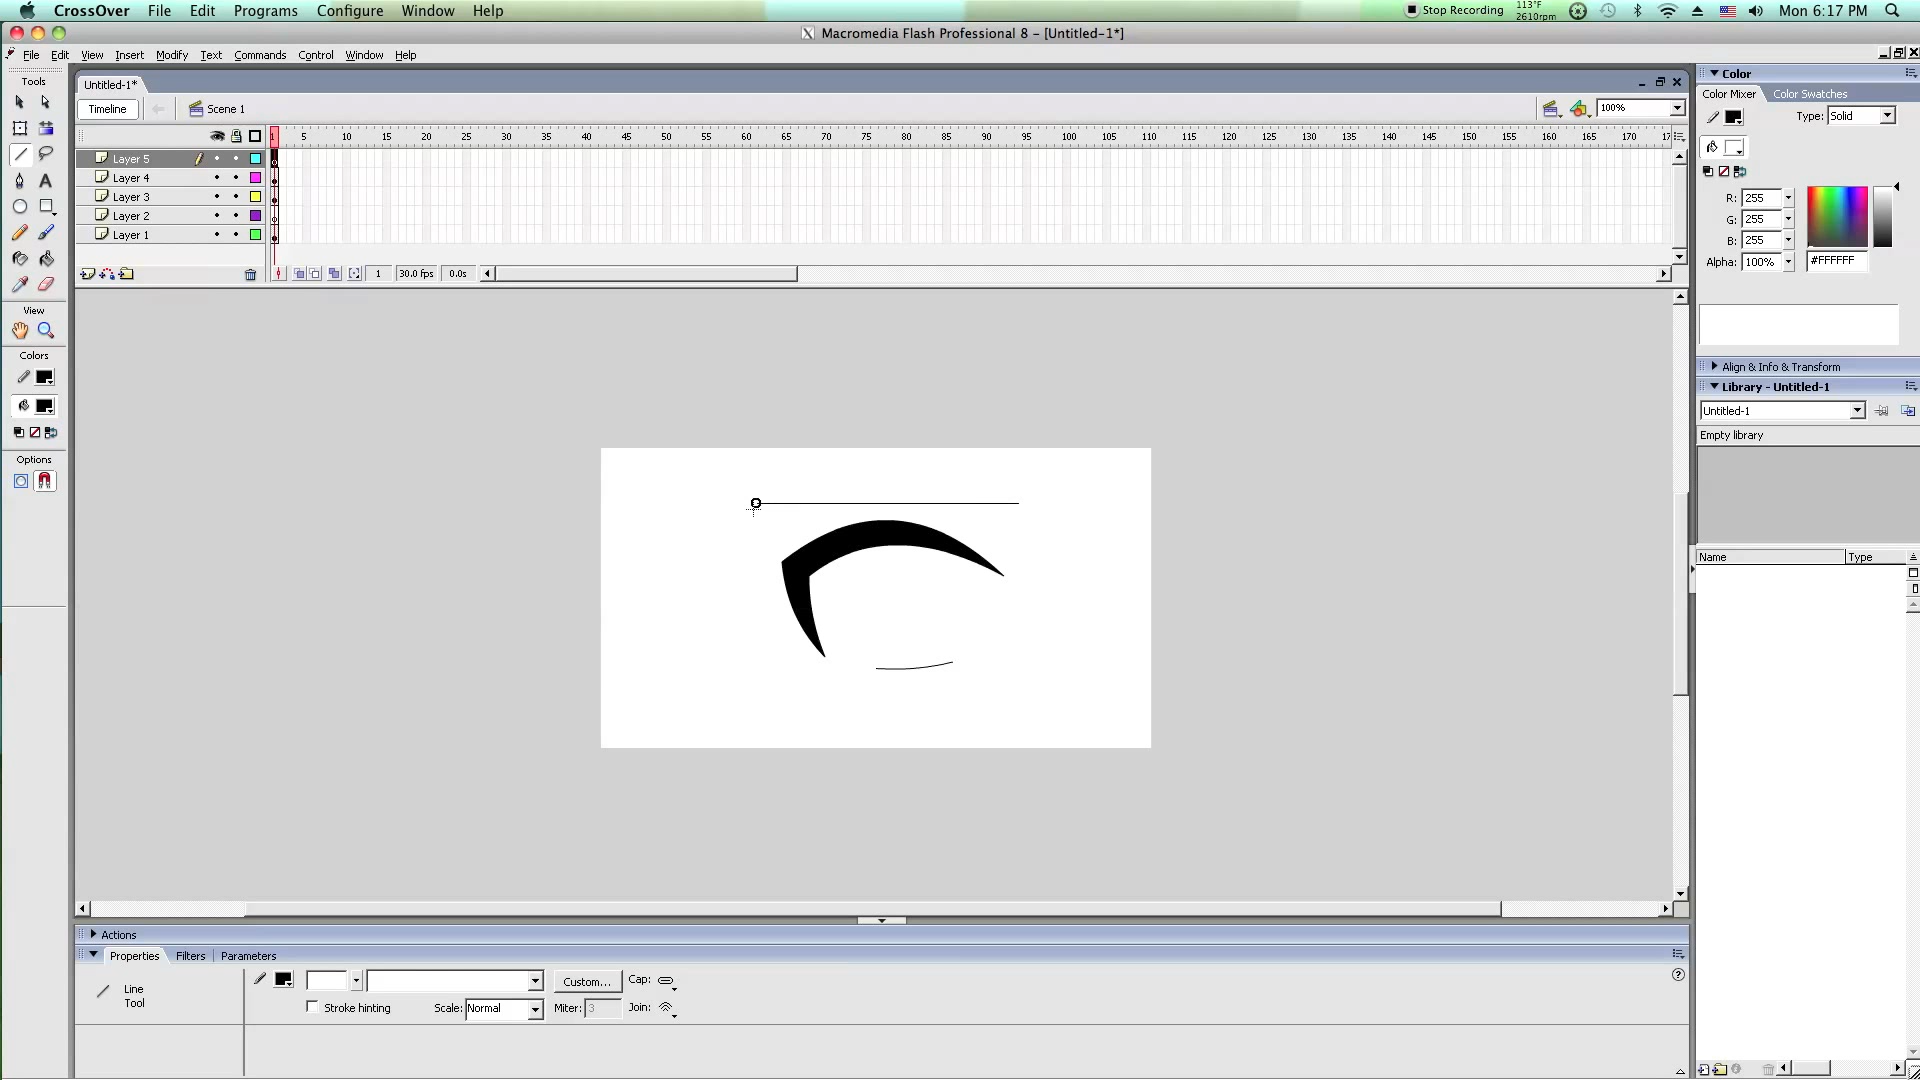 CrossOver File Edit Programs Configure Window Help
Stop Recording 113°F 2610rpm Mon 6:17 PM
Macromedia Flash Professional 8 - [Untitled-1*]
File Edit View Insert Modify Text Commands Control Window Help
Tools
Untitled-1*
Timeline Scene 1 100%
1 5 10 15 20 25 30 35 40 45 50 55 60 65 70 75 80 85 90 95 100 105 110 115 120 125 130 135 140 145 150 155 160 165 170 17
Layer 5
Layer 4
Layer 3
Layer 2
Layer 1
1 30.0 fps 0.0s
View
Colors
Options
Color
Color Mixer Color Swatches
Type: Solid
R: 255
G: 255
B: 255
Alpha: 100% #FFFFFF
Align & Info & Transform
Library - Untitled-1
Untitled-1
Empty library
Name Type
Actions
Properties Filters Parameters
Line
Tool
Custom... Cap:
Stroke hinting Scale: Normal Miter: 3 Join: